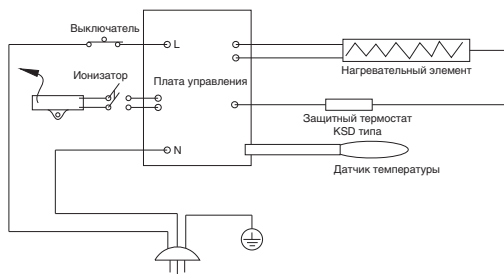 Выключатель
L
Ионизатор
Плата управления
Нагревательный элемент
Защитный термостат
KSD типа
N
Датчик температуры